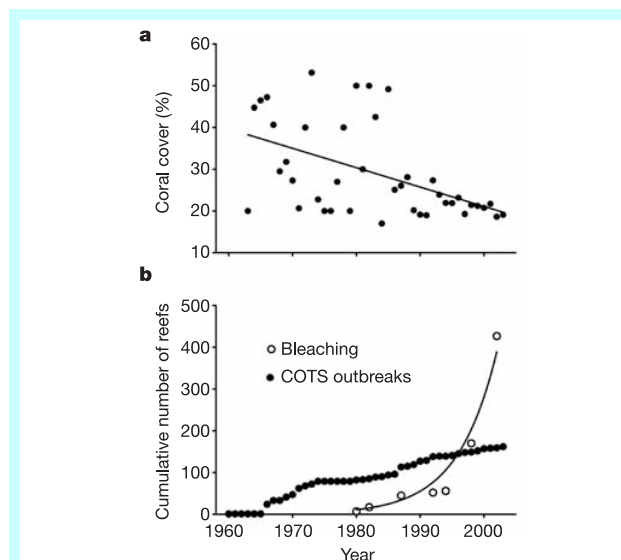 a
60
50
40
30
20
10
Coral cover (%)
b
500
400
300
200
100
0
Cumulative number of reefs
Bleaching
COTS outbreaks
1960 1970 1980 1990 2000
Year